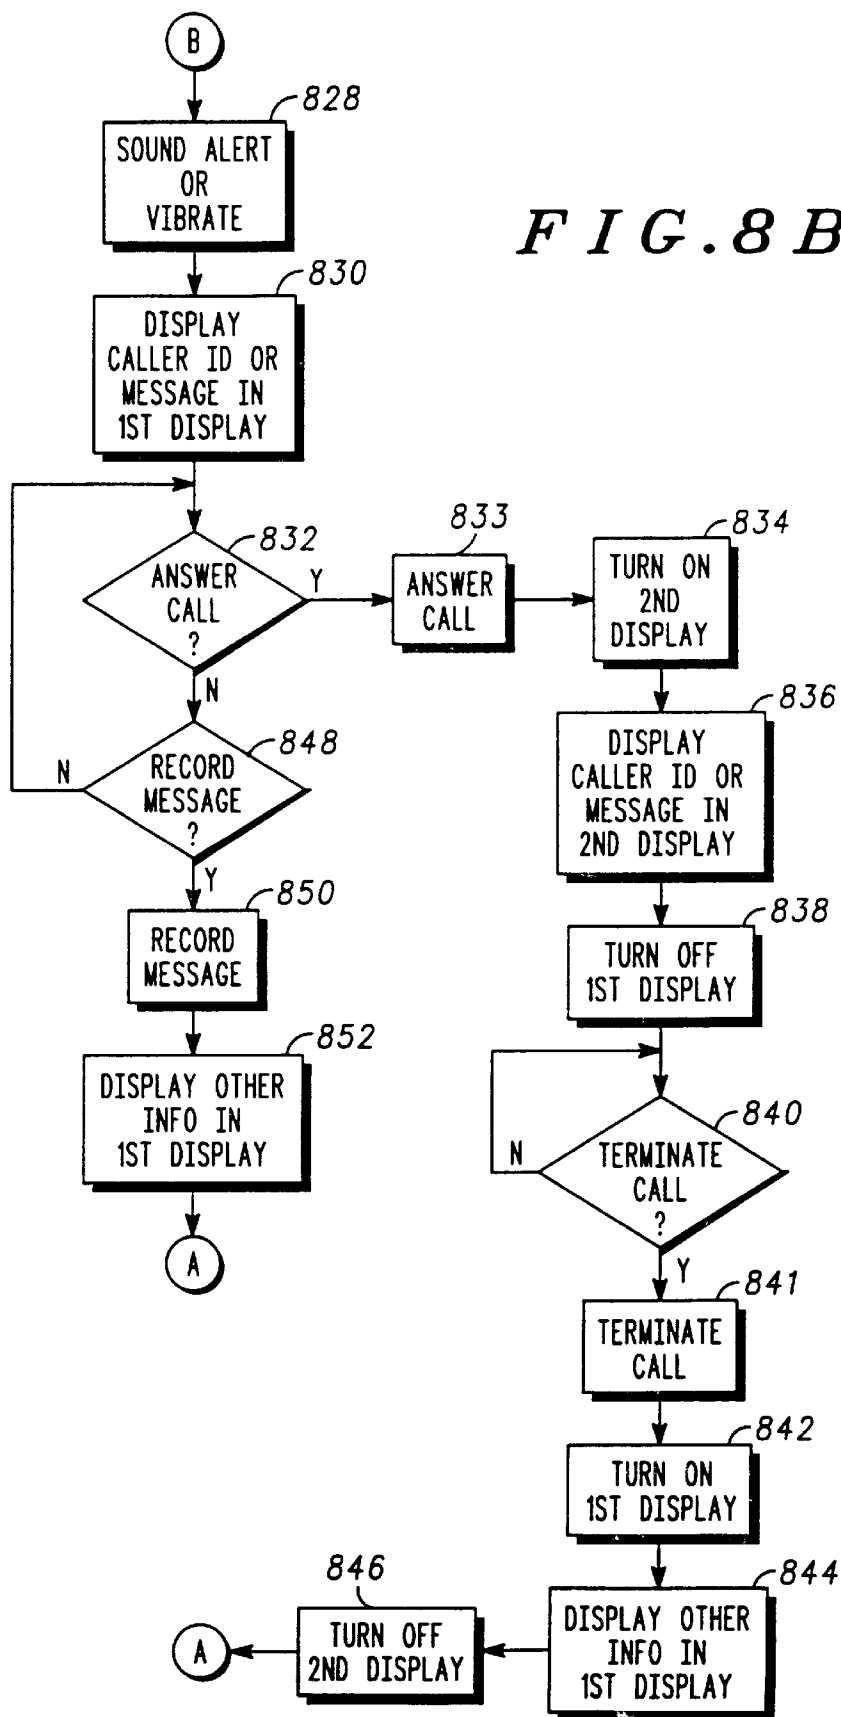 B
828
SOUND ALERT
OR
VIBRATE
FIG. 8B
830
DISPLAY
CALLER ID OR
MESSAGE IN
1ST DISPLAY
832
ANSWER
CALL
?
Y
N
833
ANSWER
CALL
834
TURN ON
2ND
DISPLAY
836
DISPLAY
CALLER ID OR
MESSAGE IN
2ND DISPLAY
848
RECORD
MESSAGE
?
N
Y
850
RECORD
MESSAGE
838
TURN OFF
1ST DISPLAY
852
DISPLAY OTHER
INFO IN
1ST DISPLAY
A
840
TERMINATE
CALL
?
N
Y
841
TERMINATE
CALL
842
TURN ON
1ST DISPLAY
844
DISPLAY OTHER
INFO IN
1ST DISPLAY
846
TURN OFF
2ND DISPLAY
A